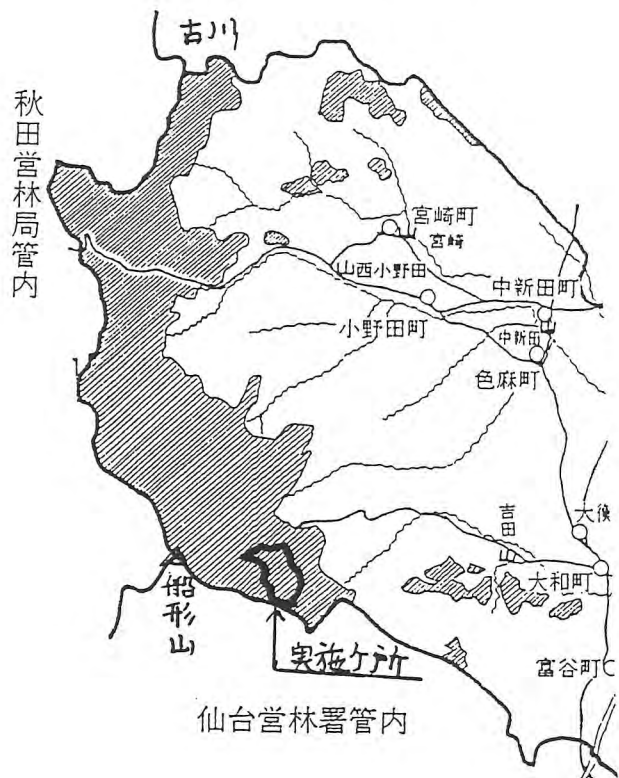 古川
秋田営林局管内
宮崎町
宮崎
山西小野田
中新田町
小野田町
中新田
色麻町
吉田
山
大衡
大和町
船形山
実施ケ所
富谷町
仙台営林署管内